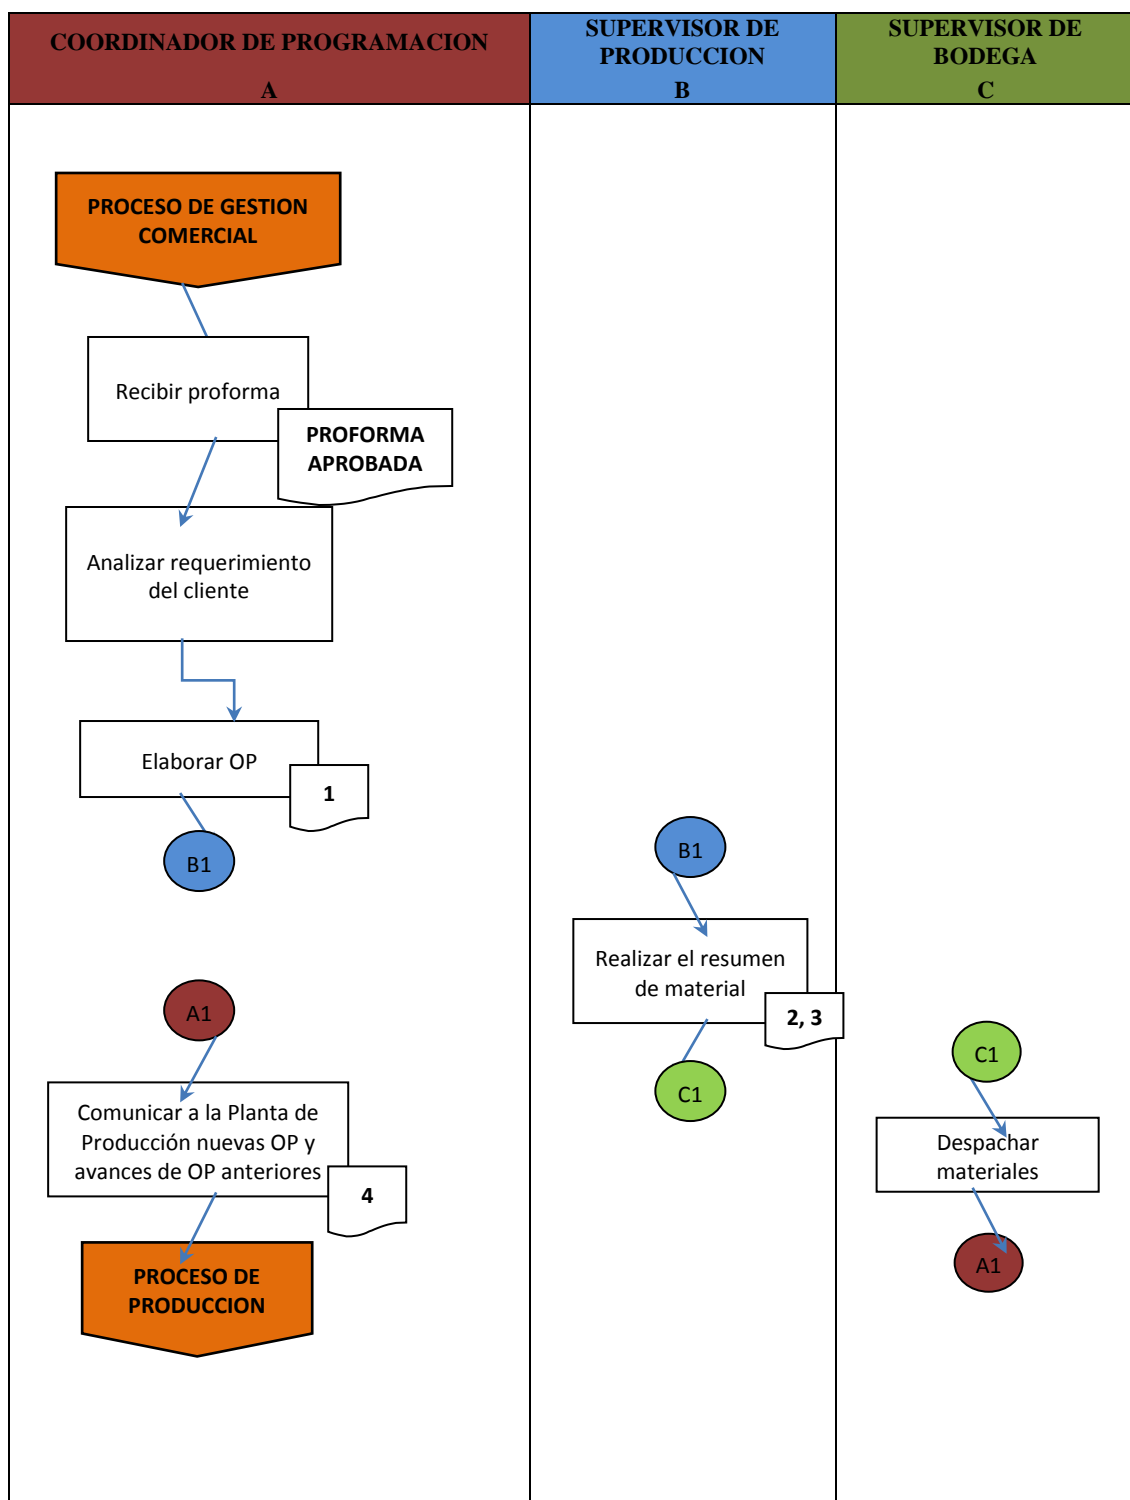 COORDINADOR DE PROGRAMACION
A
SUPERVISOR DE
PRODUCCION
B
SUPERVISOR DE
BODEGA
C
PROCESO DE GESTION
COMERCIAL
Recibir proforma
PROFORMA
APROBADA
Analizar requerimiento
del cliente
Elaborar OP
1
B1
A1
Comunicar a la Planta de
Producción nuevas OP y
avances de OP anteriores
4
PROCESO DE
PRODUCCION
B1
Realizar el resumen
de material
2, 3
C1
C1
Despachar
materiales
A1